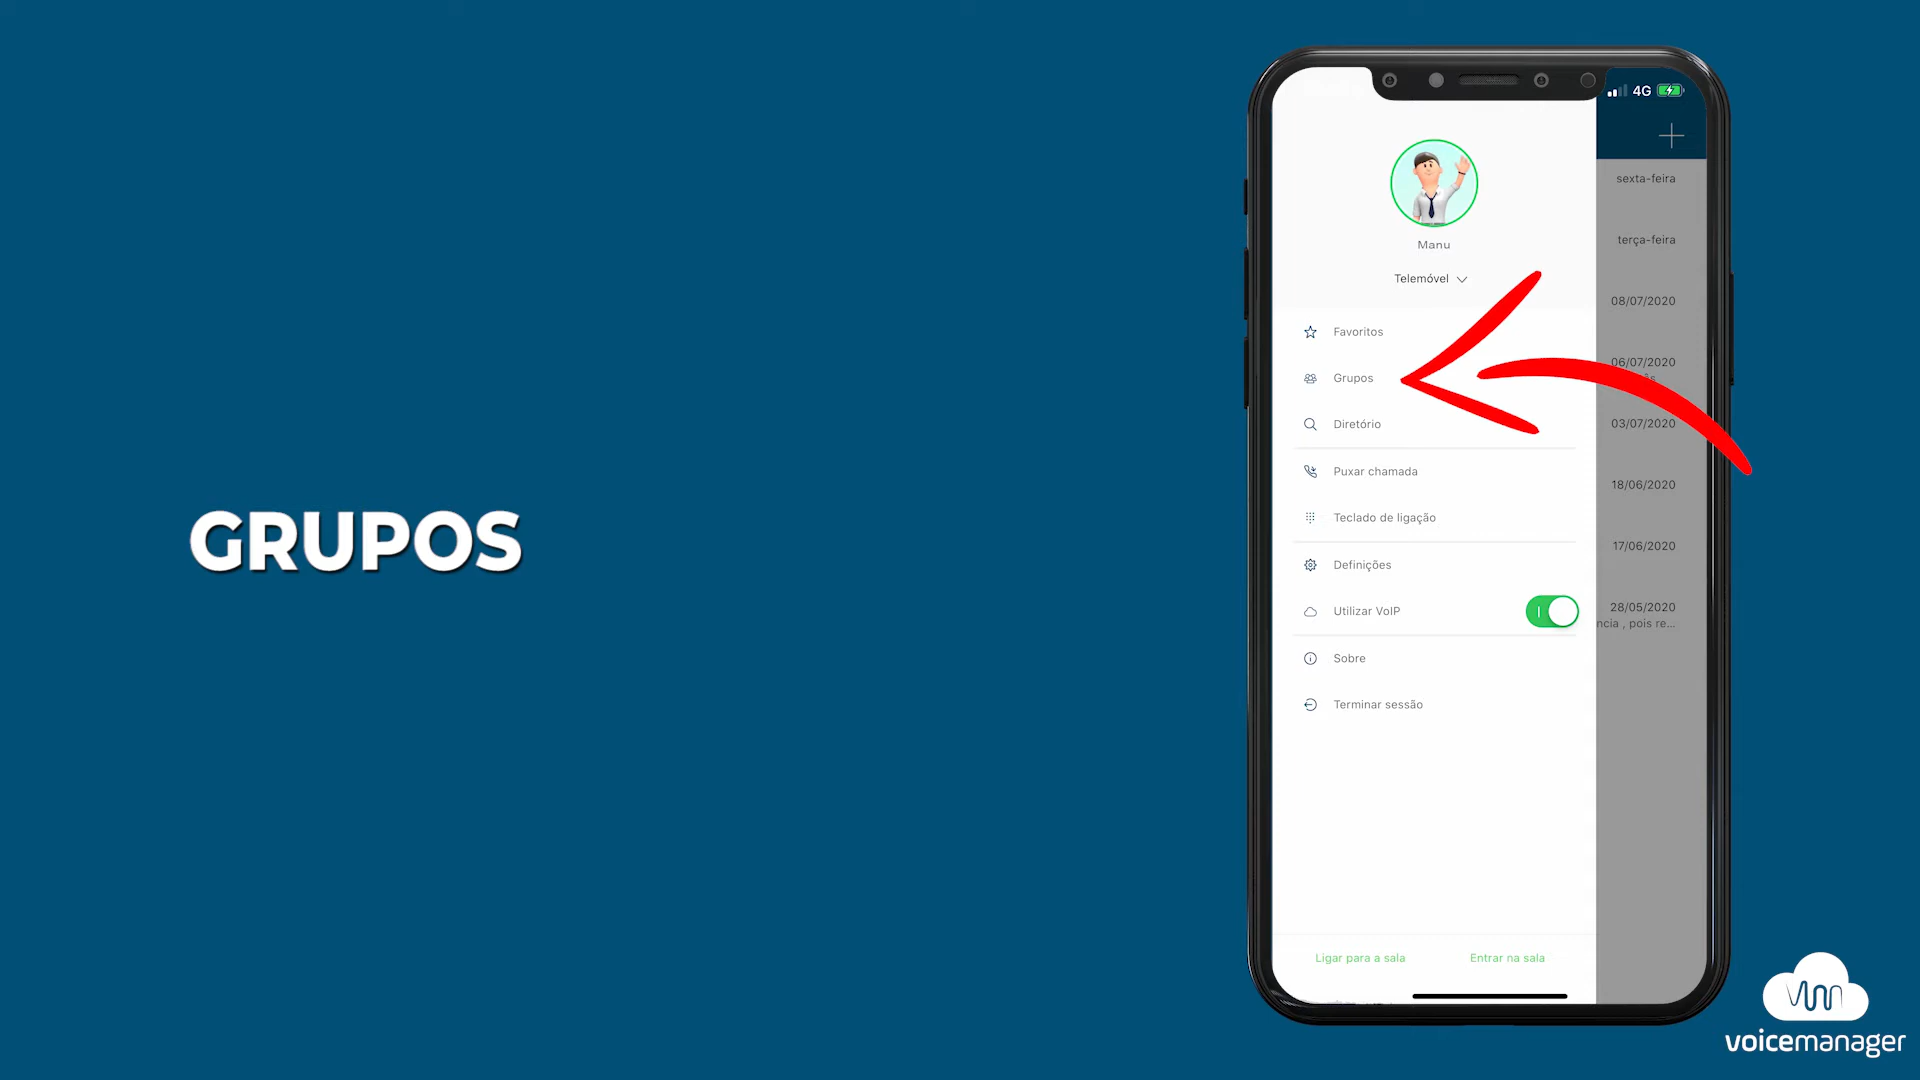 GRUPOS
4G
Manu
Telemóvel
Favoritos
Grupos
Diretório
Puxar chamada
Teclado de ligação
Definições
Utilizar VoIP
Sobre
Terminar sessão
Ligar para a sala
Entrar na sala
sexta-feira
terça-feira
08/07/2020
06/07/2020
03/07/2020
18/06/2020
17/06/2020
28/05/2020
ncia , pois re...
voicemanager